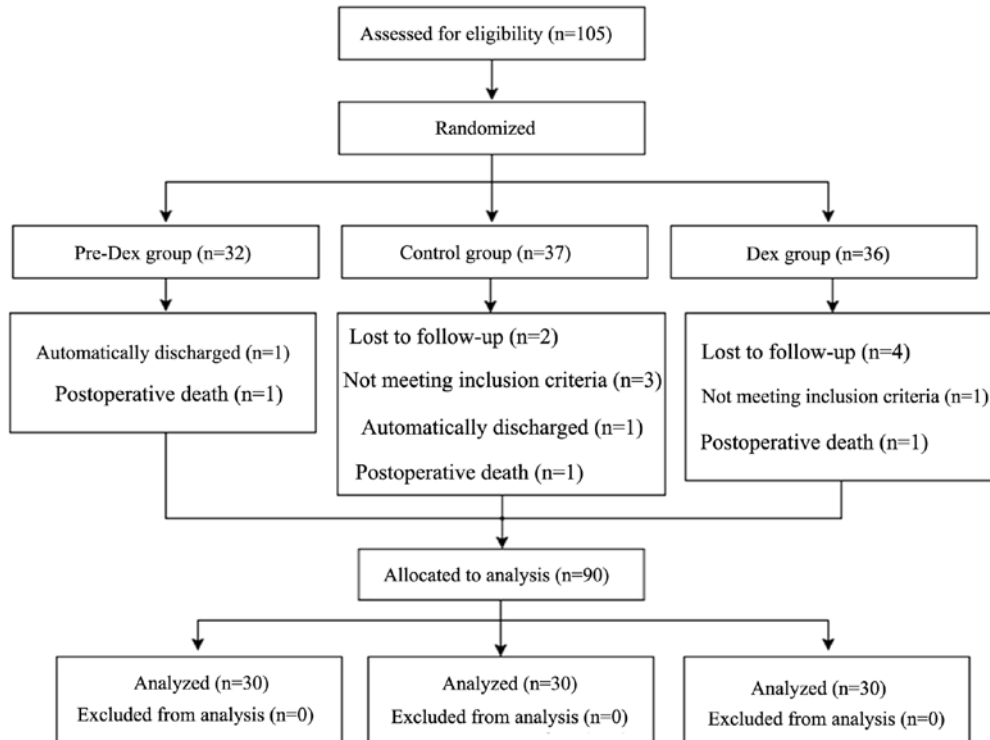 Assessed for eligibility (n=105)
Randomized
Pre-Dex group (n=32)
Control group (n=37)
Dex group (n=36)
Automatically discharged (n=1)
Postoperative death (n=1)
Lost to follow-up (n=2)
Not meeting inclusion criteria (n=3)
Automatically discharged (n=1)
Postoperative death (n=1)
Lost to follow-up (n=4)
Not meeting inclusion criteria (n=1)
Postoperative death (n=1)
Allocated to analysis (n=90)
Analyzed (n=30)
Excluded from analysis (n=0)
Analyzed (n=30)
Excluded from analysis (n=0)
Analyzed (n=30)
Excluded from analysis (n=0)